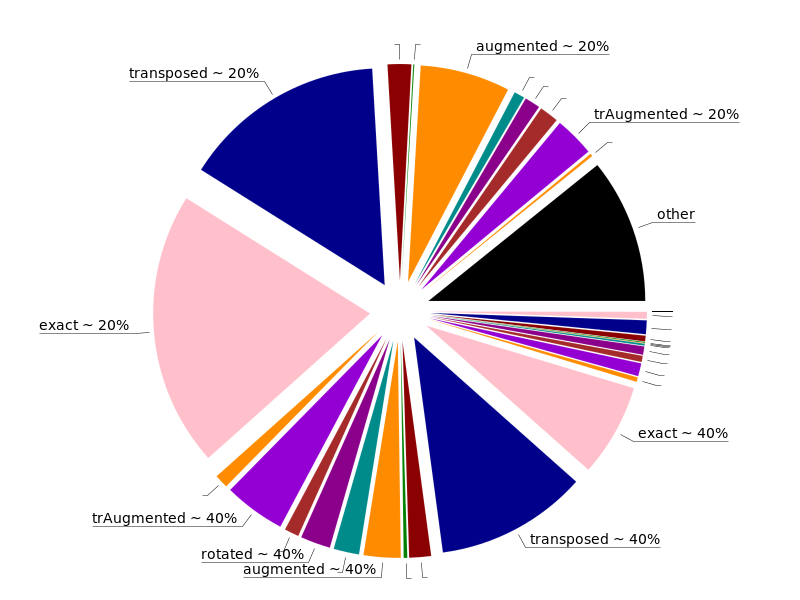 augmented ~ 20%
transposed ~ 20%
trAugmented ~ 20%
other
exact ~ 20%
exact ~ 40%
trAugmented ~ 40%
transposed ~ 40%
rotated ~ 40%
augmented ~ 40%